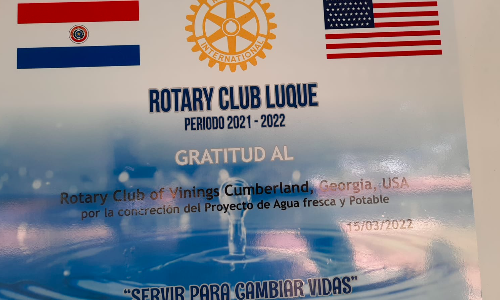 INTERNATIONAL
ROTARY CLUB LUQUE
PERIODO 2021 - 2022
GRATITUD AL
Rotary Club of Vinings Cumberland, Georgia, USA
por la concreción del Proyecto de Agua fresca y Potable
15/03/2022
"SERVIR PARA CAMBIAR VIDAS"